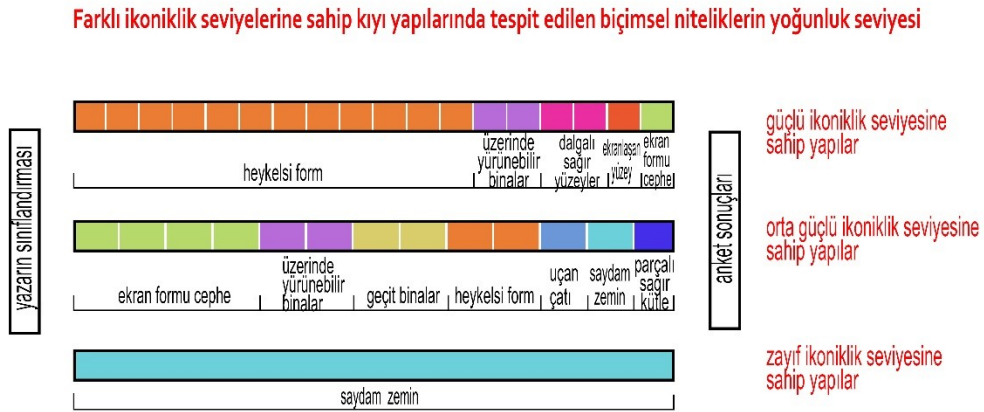 Farklı ikoniklik seviyelerine sahip kıyı yapılarında tespit edilen biçimsel niteliklerin yoğunluk seviyesi
yazarın sınıflandırması
heykelsi form
üzerinde
yürünebilir
binalar
dalgalı
sağır
yüzeyler
ekranlaşan
yüzey
ekran
formu
cephe
güçlü ikoniklik seviyesine
sahip yapılar
ekran formu cephe
üzerinde
yürünebilir
binalar
geçit binalar
heykelsi form
uçan
çatı
saydam
zemin
parçalı
sağır
kütle
anket sonuçları
orta güçlü ikoniklik seviyesine
sahip yapılar
saydam zemin
zayıf ikoniklik seviyesine
sahip yapılar